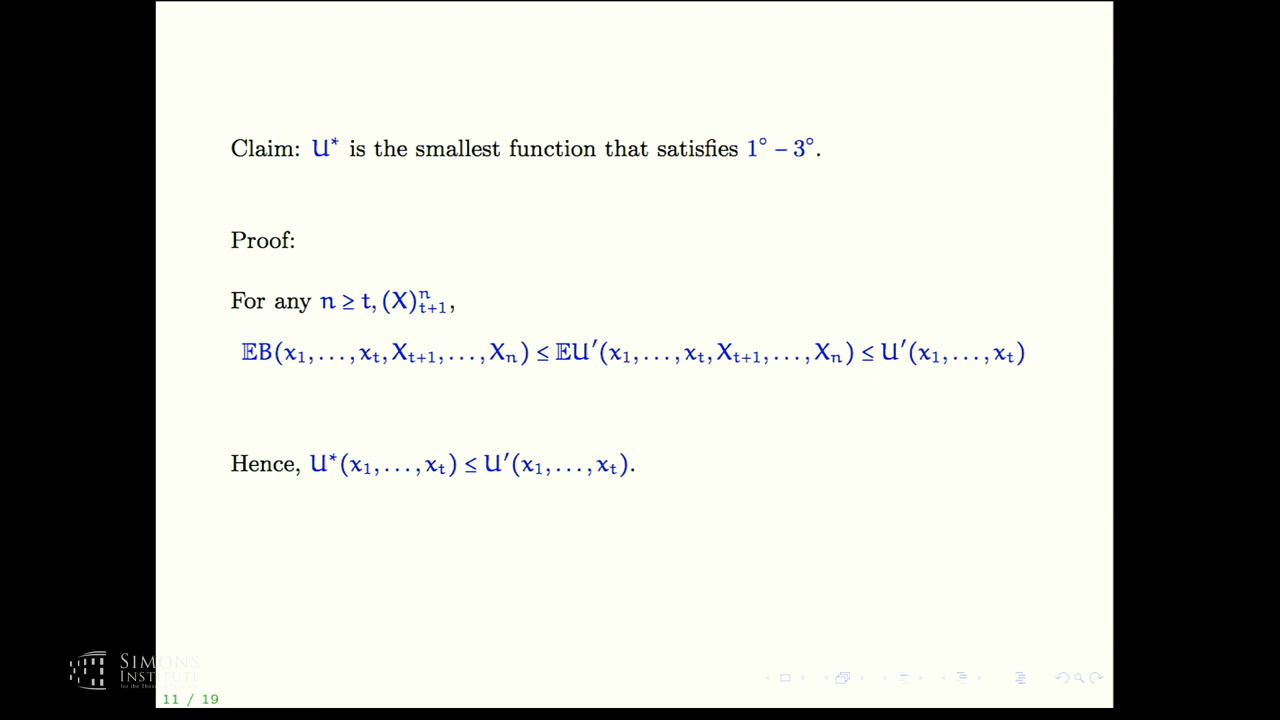 Claim: U* is the smallest function that satisfies 1° – 3°.
Proof:
For any n ≥ t, (X)ⁿₜ₊₁,
𝔼B(x₁, …, xₜ, Xₜ₊₁, …, Xₙ) ≤ 𝔼U′(x₁, …, xₜ, Xₜ₊₁, …, Xₙ) ≤ U′(x₁, …, xₜ)
Hence, U*(x₁, …, xₜ) ≤ U′(x₁, …, xₜ).
SIMONS
INSTITUTE
11 / 19